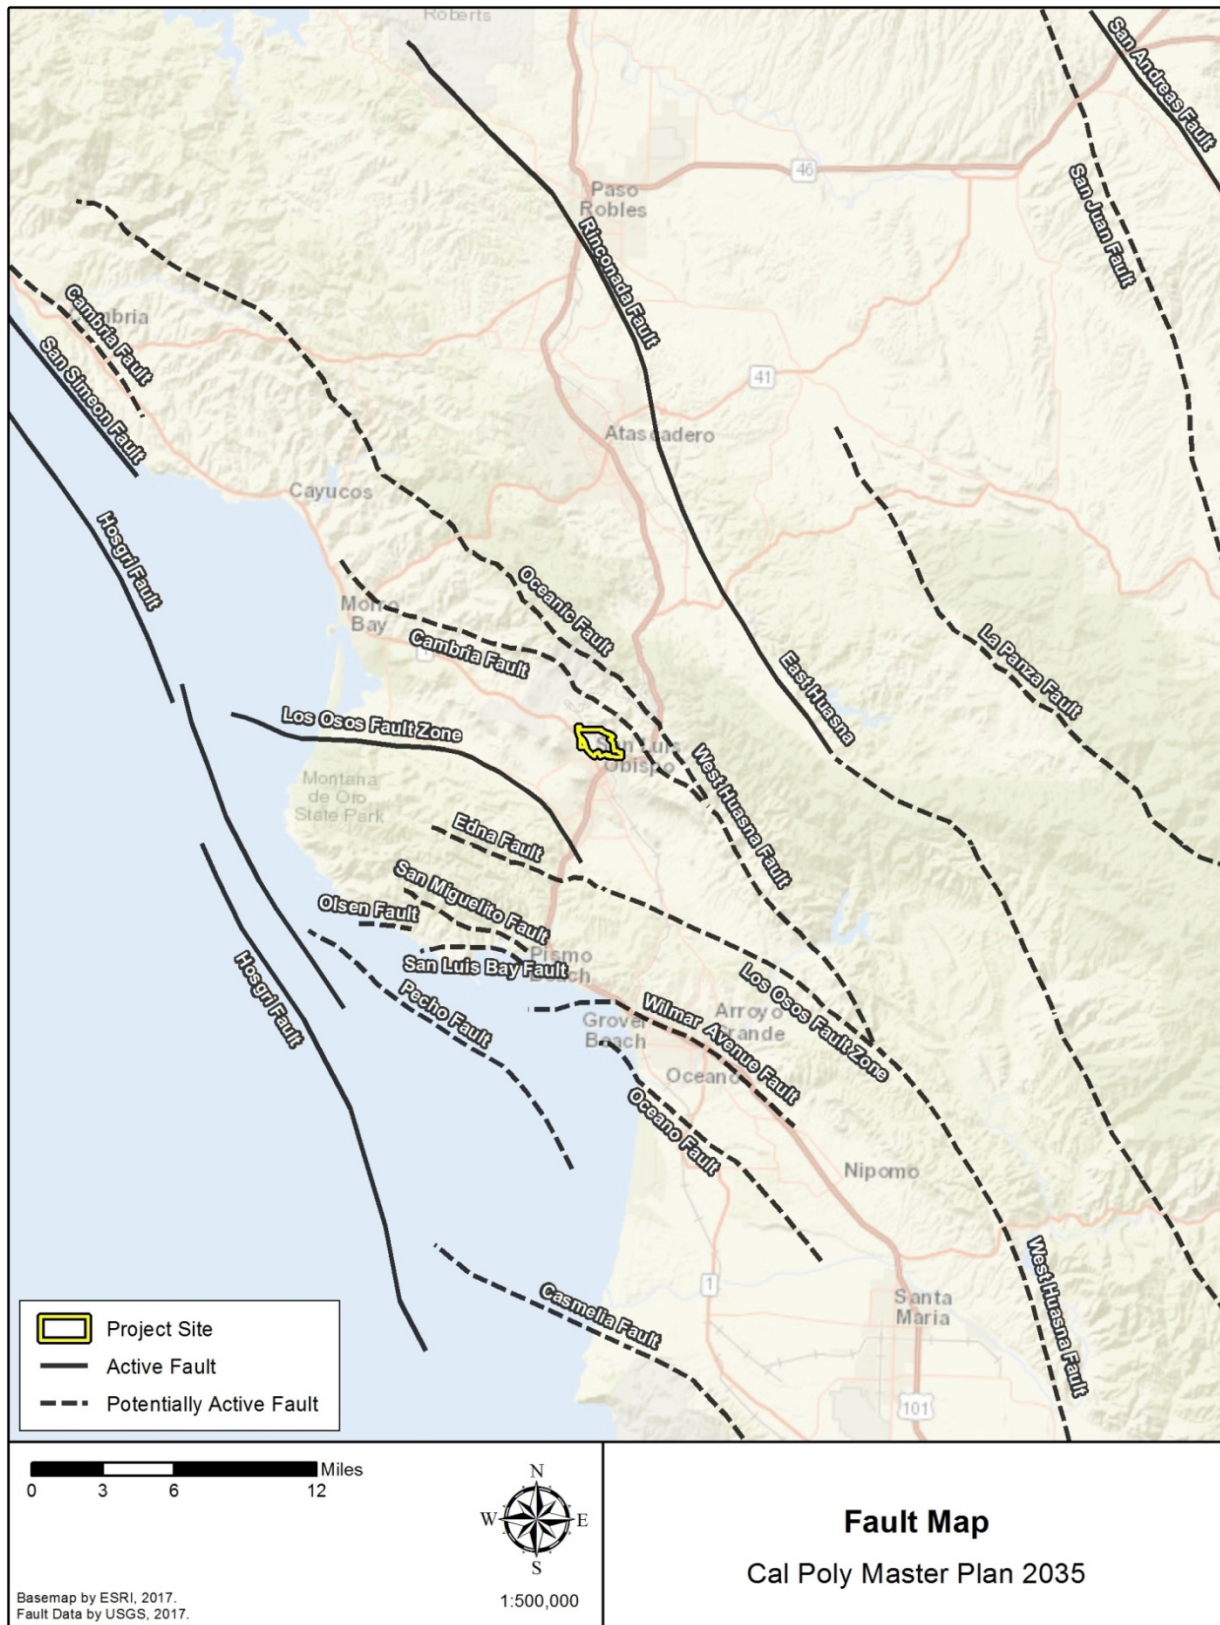 Roberts
San Andreas Fault
46
Paso
Robles
San Juan Fault
Rinconada Fault
Cambria Fault
Cambria
San Simeon Fault
41
Atascadero
Cayucos
Hosgri Fault
Oceanic Fault
Morro
Bay
Cambria Fault
1
La Panza Fault
East Huasna
Los Osos Fault Zone
San Luis
Obispo
West Huasna Fault
Montana
de Oro
State Park
Edna Fault
San Miguelito Fault
Olsen Fault
Pismo
Beach
San Luis Bay Fault
Hosgri Fault
Pecho Fault
Los Osos Fault Zone
Wilmar Avenue Fault
Arroyo
Grande
Grover
Beach
Oceano
Oceano Fault
Nipomo
West Huasna Fault
1
Casmelia Fault
Santa
Maria
101
Project Site
Active Fault
Potentially Active Fault
Miles
0 3 6 12
N
W E
S
1:500,000
Basemap by ESRI, 2017.
Fault Data by USGS, 2017.
Fault Map
Cal Poly Master Plan 2035